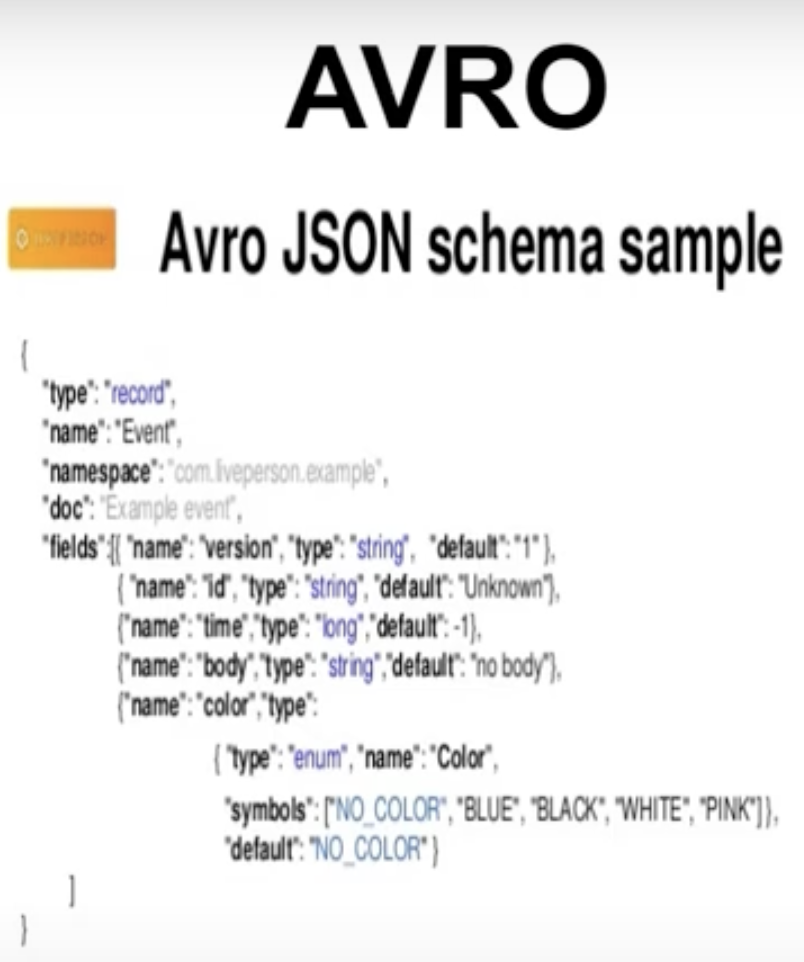 AVRO
Avro JSON schema sample
{
"type": "record",
"name": "Event",
"namespace": "com.liveperson.example",
"doc": "Example event",
"fields":[{ "name": "version", "type": "string", "default": "1" },
{ "name": "id", "type": "string", "default": "Unknown"},
{"name": "time","type": "long","default": -1},
{"name": "body","type": "string","default": "no body"},
{"name": "color","type":
{ "type": "enum", "name": "Color",
"symbols": ["NO_COLOR", "BLUE", "BLACK", "WHITE", "PINK"] },
"default": "NO_COLOR" }
]
}